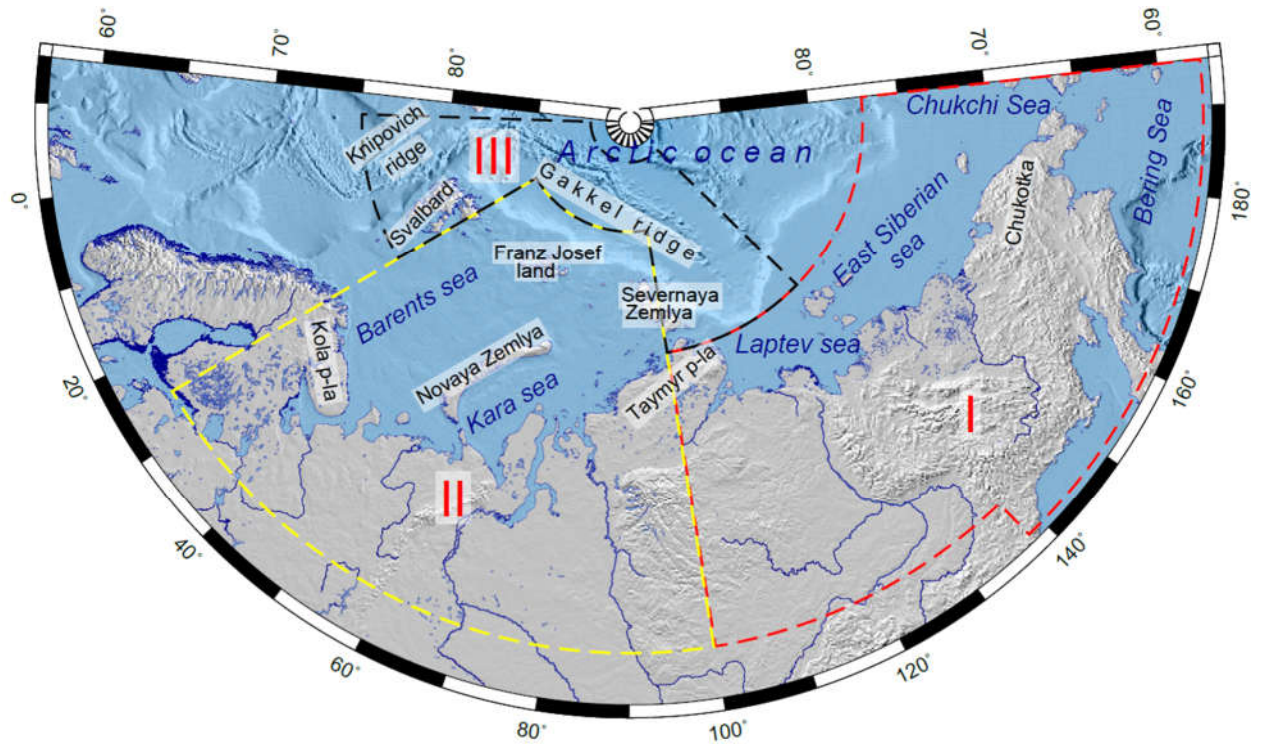 60°
70°
80°
80°
70°
60°
Chukchi Sea
Knipovich
ridge
III
Arctic ocean
Bering Sea
Gakkel ridge
Svalbard
Chukotka
180°
0°
East Siberian
sea
Franz Josef
land
Barents sea
Severnaya
Zemlya
Kola p-la
Laptev sea
Novaya Zemlya
Taymyr p-la
Kara sea
20°
160°
I
II
40°
140°
60°
120°
80°
100°